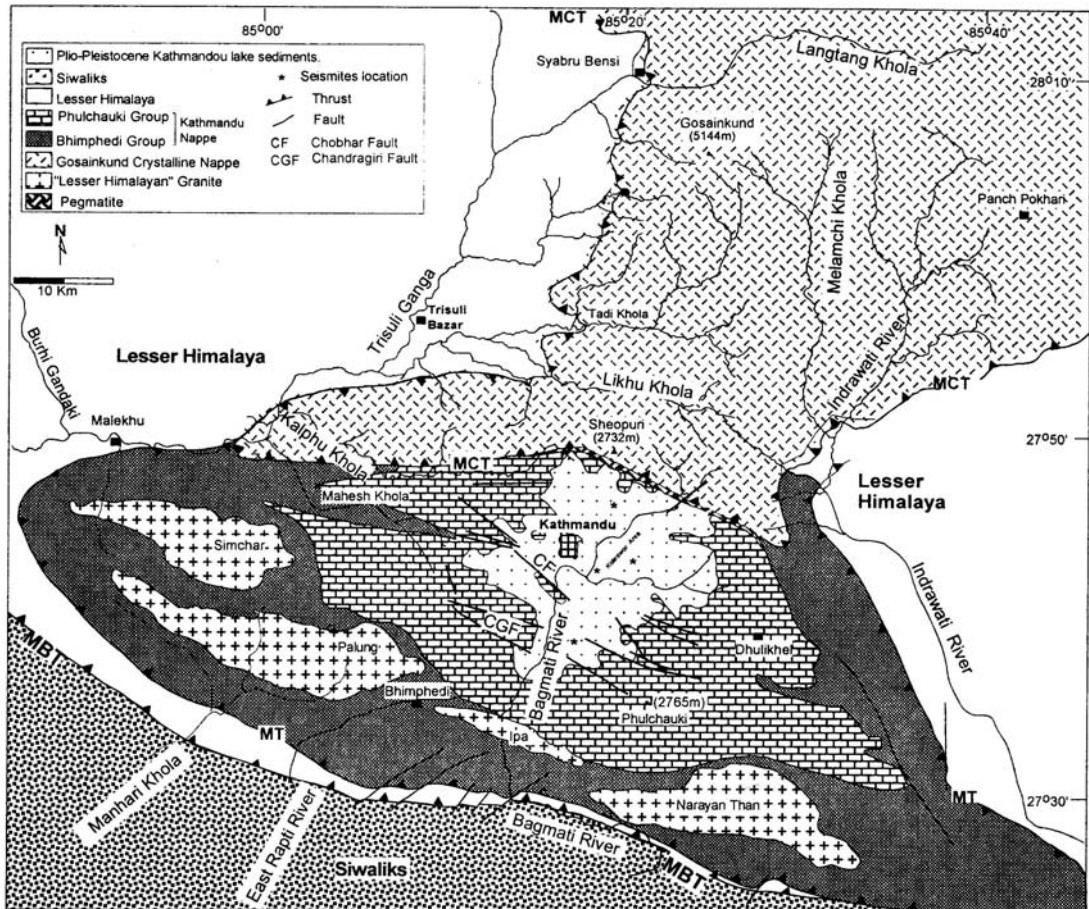 85°00'
MCT
85°20'
85°40'
Plio-Pleistocene Kathmandou lake sediments.
Siwaliks
Lesser Himalaya
Phulchauki Group
Bhimphedi Group
Kathmandu
Nappe
Gosainkund Crystalline Nappe
"Lesser Himalayan" Granite
Pegmatite
Seismites location
Thrust
Fault
CF Chobhar Fault
CGF Chandragiri Fault
Syabru Bensi
Langtang Khola
28°10'
Gosainkund
(5144m)
Panch Pokhari
Melamchi Khola
N
10 Km
Trisuli Ganga
Trisuli
Bazar
Tadi Khola
Burhi Gandaki
Lesser Himalaya
Likhu Khola
Indrawati River
MCT
Malekhu
Kalphu Khola
Sheopuri
(2732m)
27°50'
MCT
Lesser
Himalaya
Mahesh Khola
Kathmandu
Simchar
CF
Indrawati River
CGF
Palung
Dhulikhel
Bagmati River
MBT
Bhimphedi
(2765m)
Phulchauki
Ipa
MT
Manhari Khola
Narayan Than
MT
27°30'
East Rapti River
Bagmati River
Siwaliks
MBT